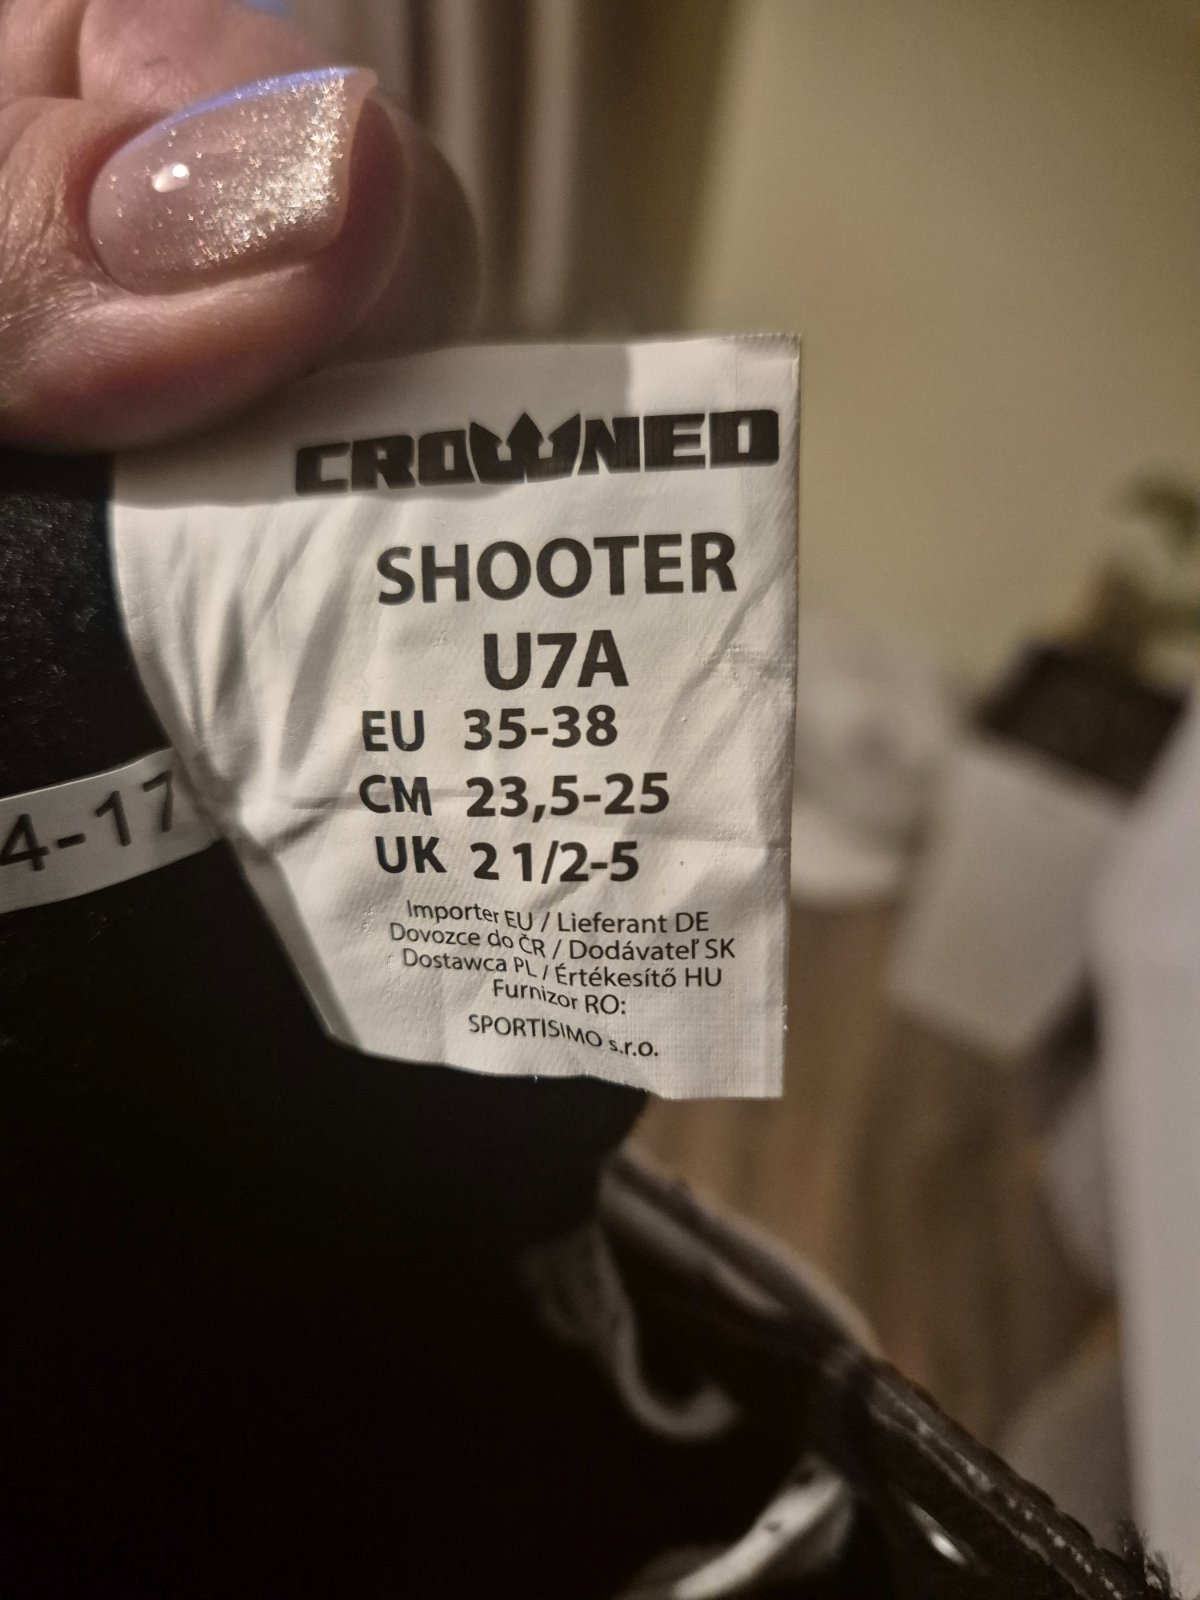 CROWNED
SHOOTER
U7A
EU 35-38
CM 23,5-25
UK 2 1/2-5
Importer EU / Lieferant DE
Dovozce do ČR / Dodávateľ SK
Dostawca PL / Értékesítő HU
Furnizor RO:
SPORTISIMO s.r.o.
4-17